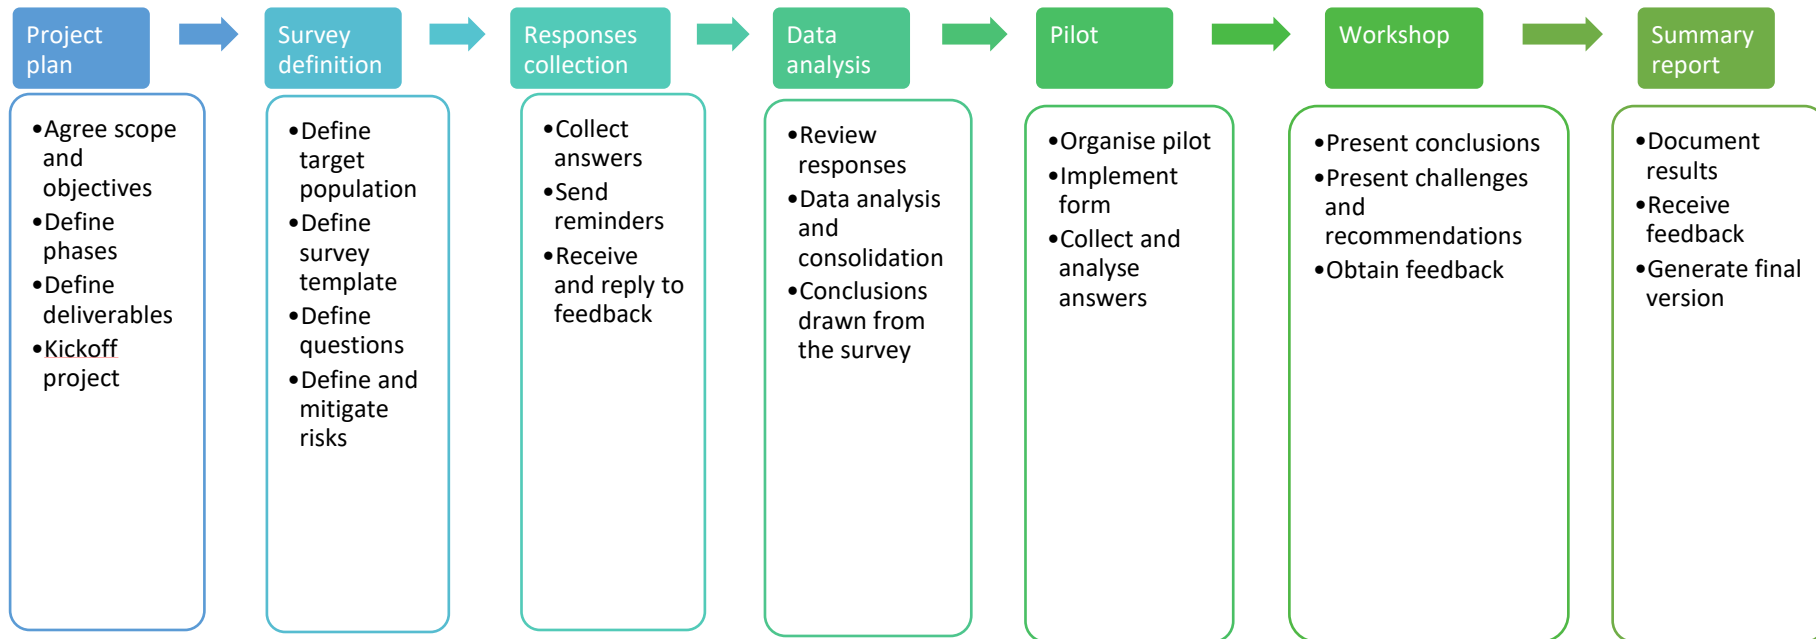 Project
plan
Survey
definition
Responses
collection
Data
analysis
Pilot
Workshop
Summary
report
•Agree scope
and
objectives
•Define
phases
•Define
deliverables
•Kickoff
project
•Define
target
population
•Define
survey
template
•Define
questions
•Define and
mitigate
risks
•Collect
answers
•Send
reminders
•Receive
and reply to
feedback
•Review
responses
•Data analysis
and
consolidation
•Conclusions
drawn from
the survey
•Organise pilot
•Implement
form
•Collect and
analyse
answers
•Present conclusions
•Present challenges
and
recommendations
•Obtain feedback
•Document
results
•Receive
feedback
•Generate final
version